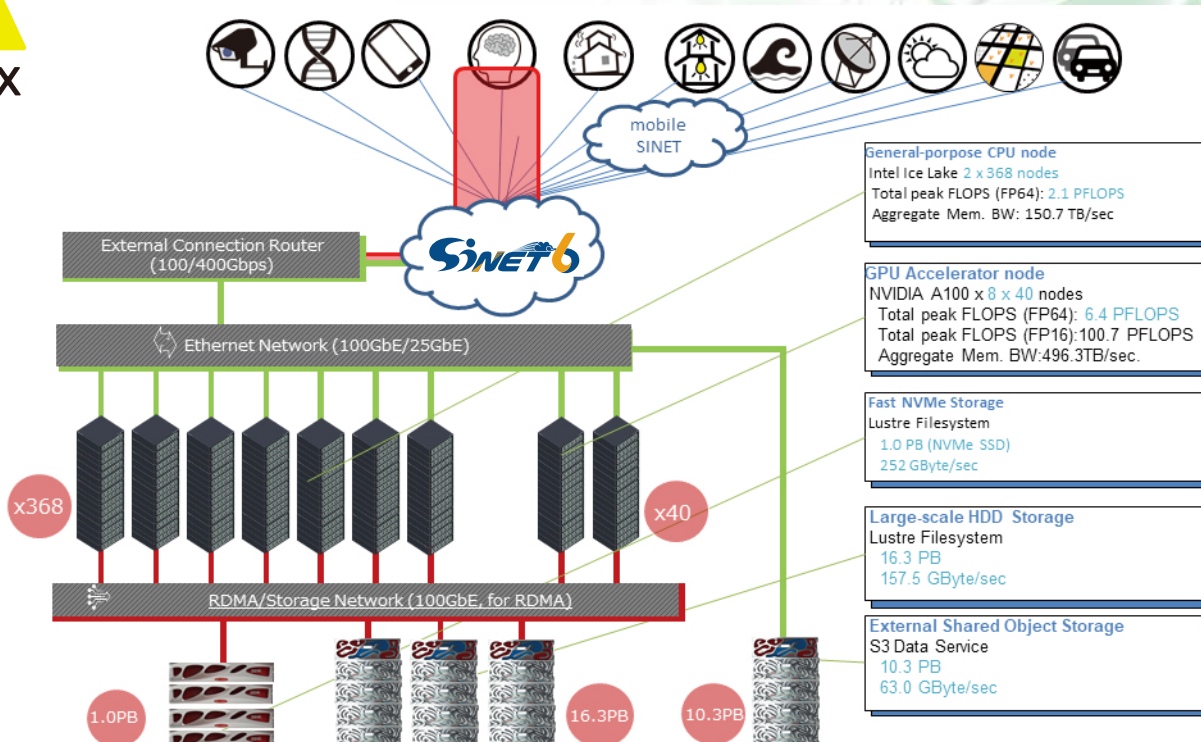 X
mobile
SINET
SINET6
External Connection Router
(100/400Gbps)
Ethernet Network (100GbE/25GbE)
x368
x40
RDMA/Storage Network (100GbE, for RDMA)
1.0PB
16.3PB
10.3PB
General-porpose CPU node
Intel Ice Lake 2 x 368 nodes
Total peak FLOPS (FP64): 2.1 PFLOPS
Aggregate Mem. BW: 150.7 TB/sec
GPU Accelerator node
NVIDIA A100 x 8 x 40 nodes
Total peak FLOPS (FP64): 6.4 PFLOPS
Total peak FLOPS (FP16):100.7 PFLOPS
Aggregate Mem. BW:496.3TB/sec.
Fast NVMe Storage
Lustre Filesystem
1.0 PB (NVMe SSD)
252 GByte/sec
Large-scale HDD Storage
Lustre Filesystem
16.3 PB
157.5 GByte/sec
External Shared Object Storage
S3 Data Service
10.3 PB
63.0 GByte/sec